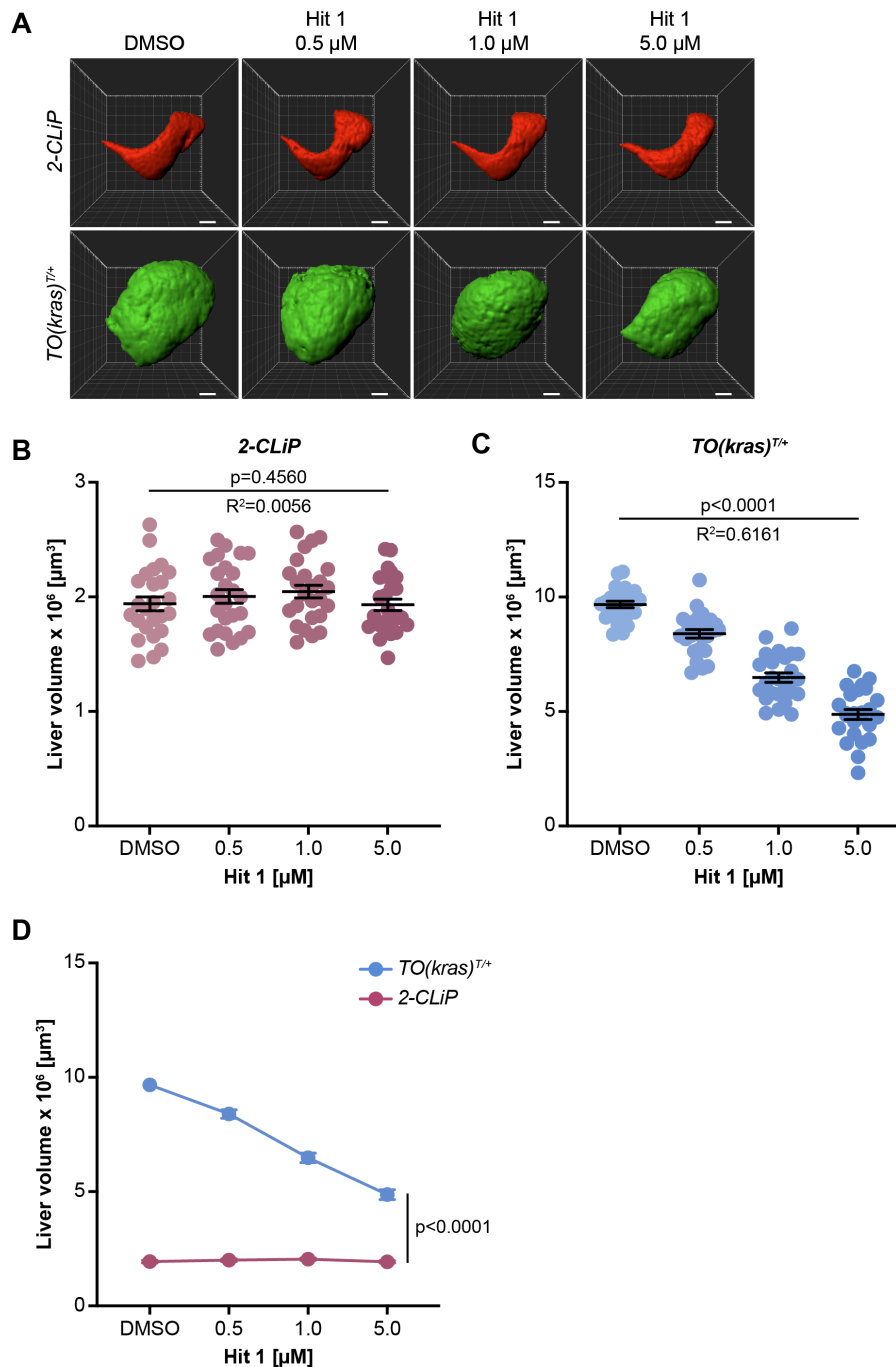 A
DMSO
Hit 1
0.5 µM
Hit 1
1.0 µM
Hit 1
5.0 µM
2-CLiP
TO(kras)T/+
B
2-CLiP
p=0.4560
R²=0.0056
Liver volume x 10⁶ [µm³]
3
2
1
0
DMSO
0.5
1.0
5.0
Hit 1 [µM]
C
TO(kras)T/+
p<0.0001
R²=0.6161
Liver volume x 10⁶ [µm³]
15
10
5
0
DMSO
0.5
1.0
5.0
Hit 1 [µM]
D
TO(kras)T/+
2-CLiP
Liver volume x 10⁶ [µm³]
15
10
5
0
p<0.0001
DMSO
0.5
1.0
5.0
Hit 1 [µM]